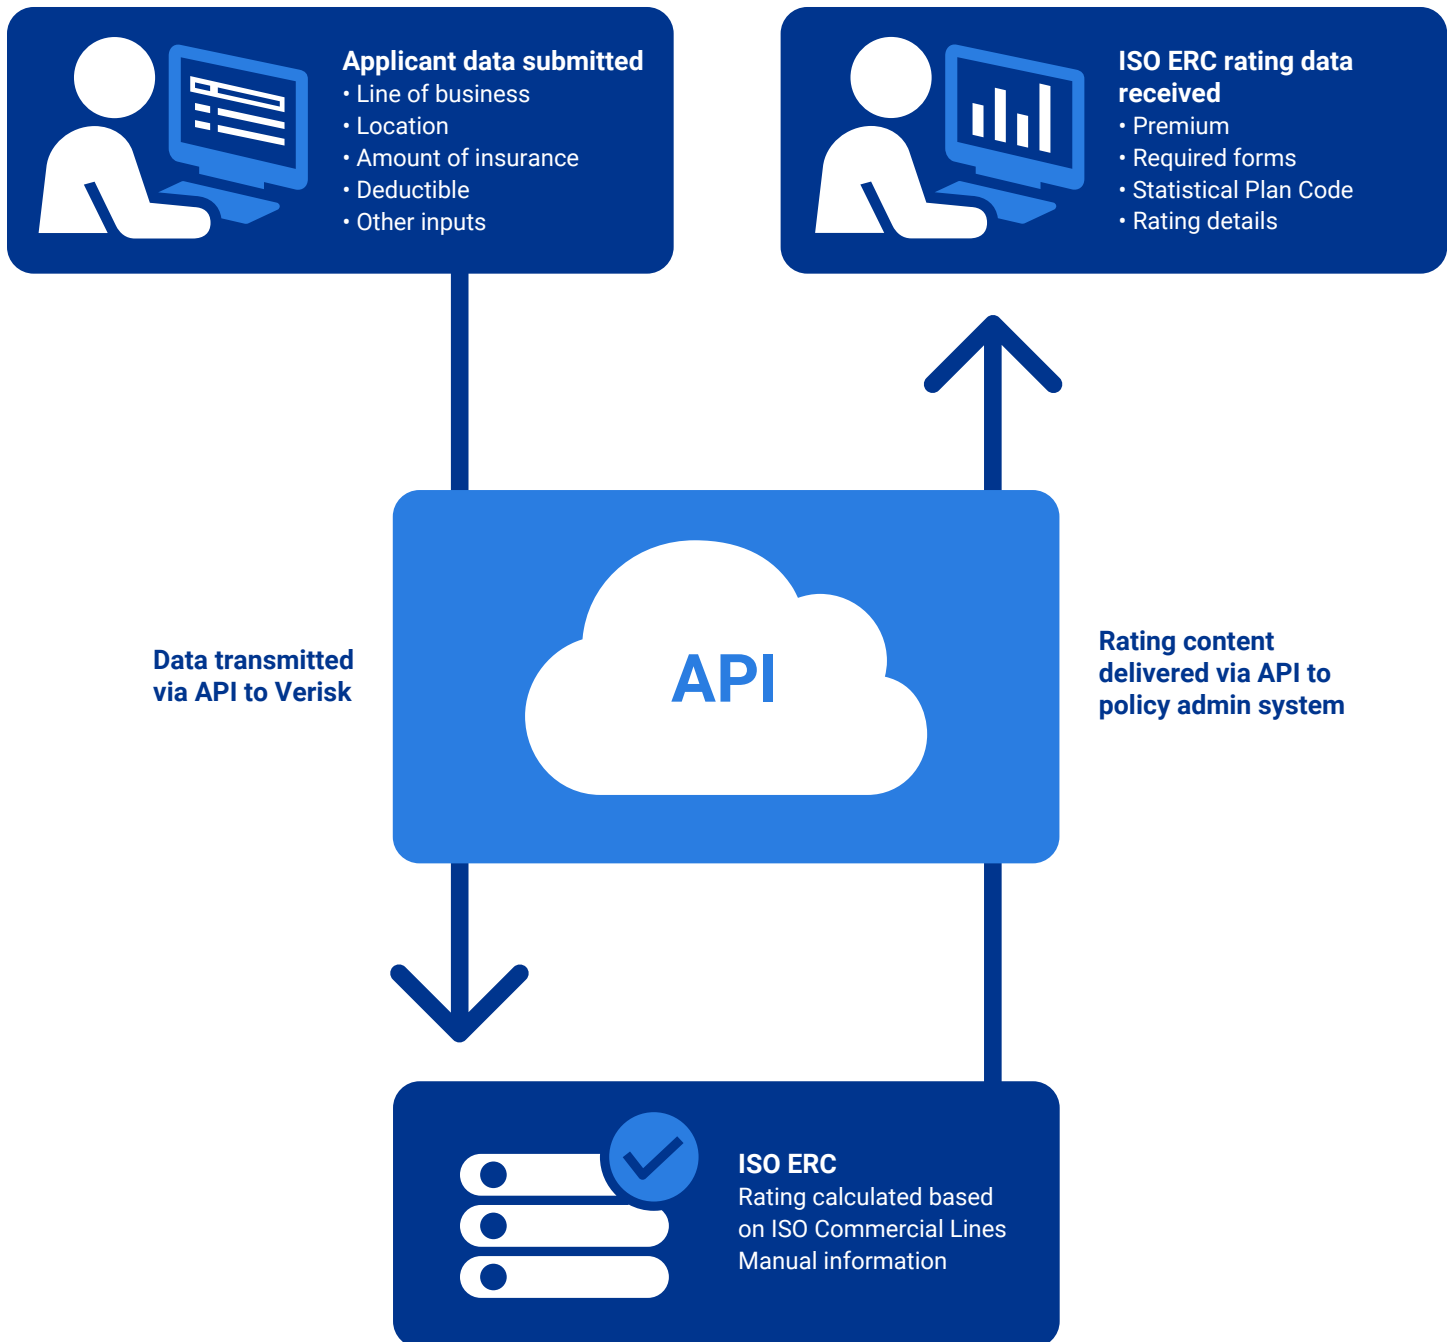 Applicant data submitted
• Line of business
• Location
• Amount of insurance
• Deductible
• Other inputs
ISO ERC rating data
received
• Premium
• Required forms
• Statistical Plan Code
• Rating details
Data transmitted
via API to Verisk
API
Rating content
delivered via API to
policy admin system
ISO ERC
Rating calculated based
on ISO Commercial Lines
Manual information